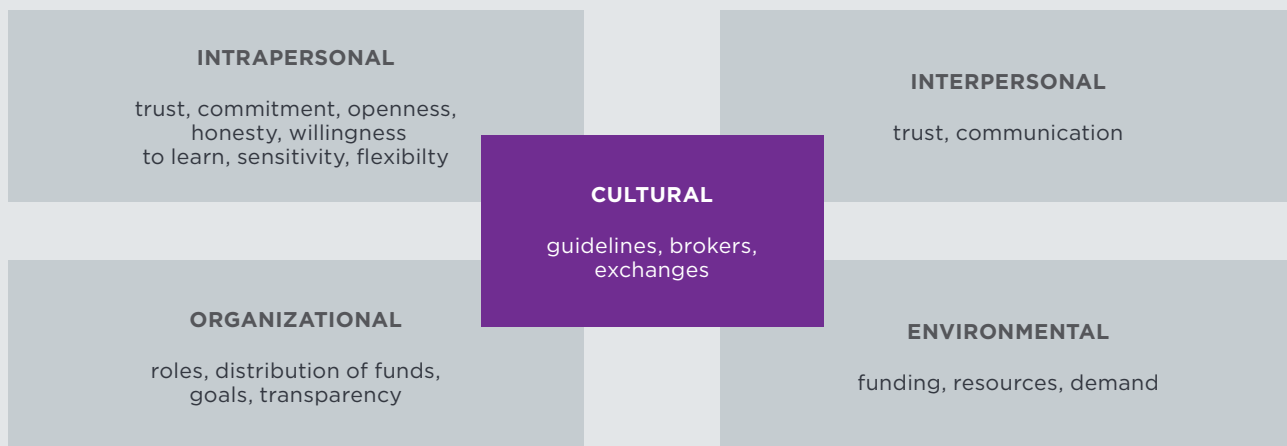 INTRAPERSONAL
trust, commitment, openness,
honesty, willingness
to learn, sensitivity, flexibilty
INTERPERSONAL
trust, communication
CULTURAL
guidelines, brokers,
exchanges
ORGANIZATIONAL
roles, distribution of funds,
goals, transparency
ENVIRONMENTAL
funding, resources, demand